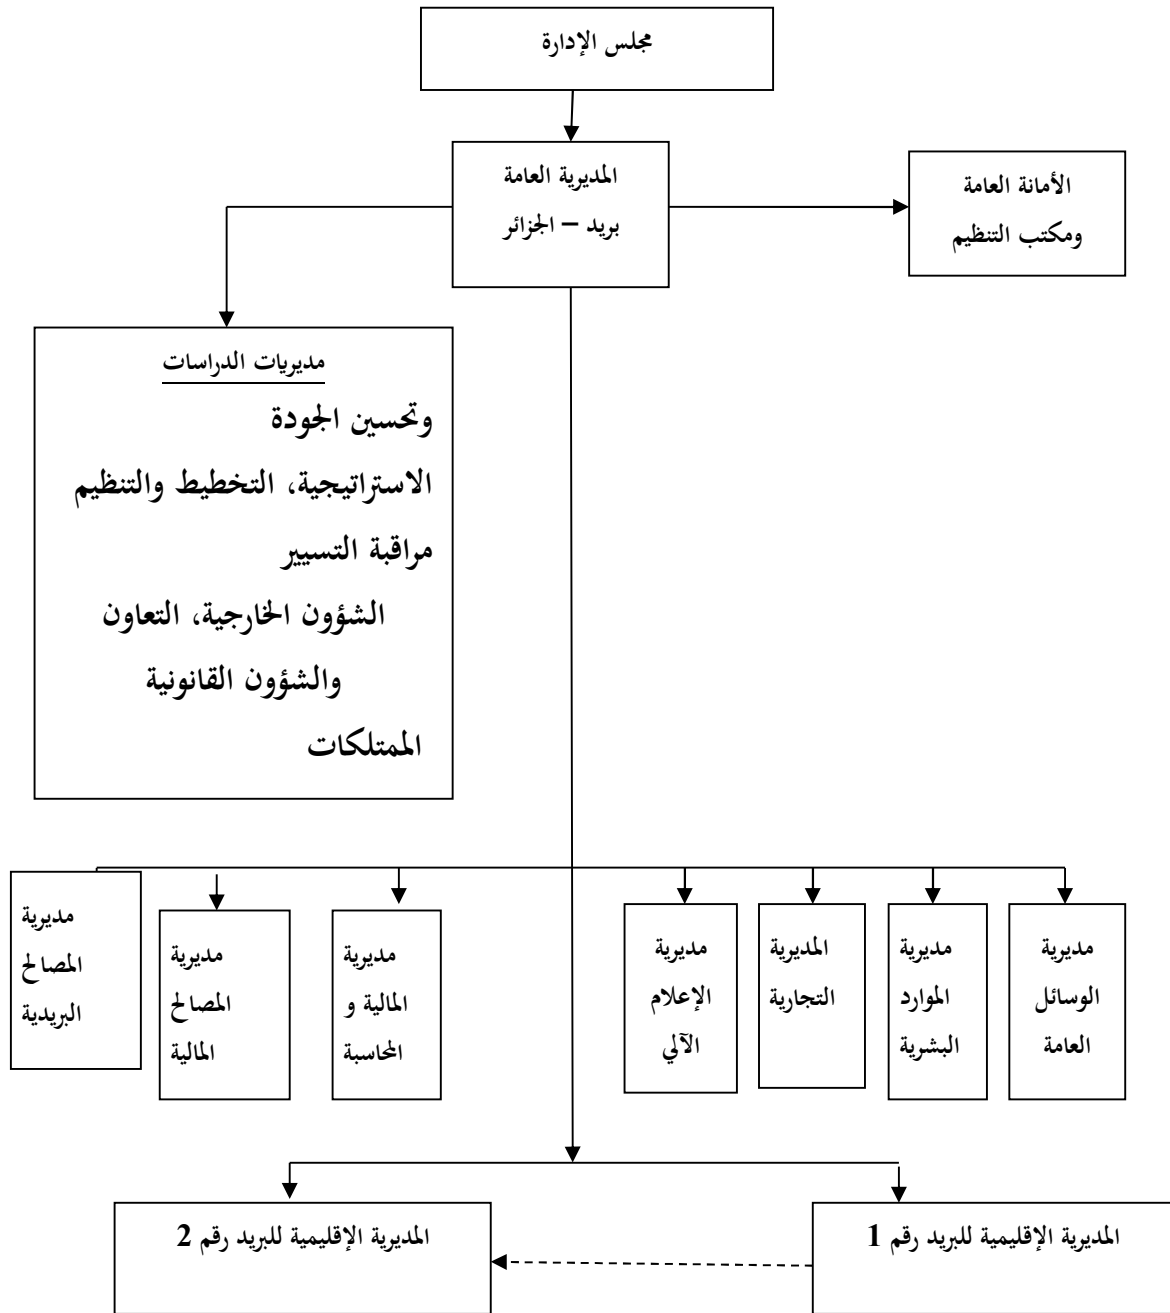 مجلس الإدارة
المديرية العامة
بريد – الجزائر
الأمانة العامة
ومكتب التنظيم
مديريات الدراسات
وتحسين الجودة
الاستراتيجية، التخطيط والتنظيم
مراقبة التسيير
الشؤون الخارجية، التعاون
والشؤون القانونية
الممتلكات
مديرية
الوسائل
العامة
مديرية
الموارد
البشرية
المديرية
التجارية
مديرية
الإعلام
الآلي
مديرية
المالية و
المحاسبة
مديرية
المصالح
المالية
مديرية
المصالح
البريدية
المديرية الإقليمية للبريد رقم 1
المديرية الإقليمية للبريد رقم 2